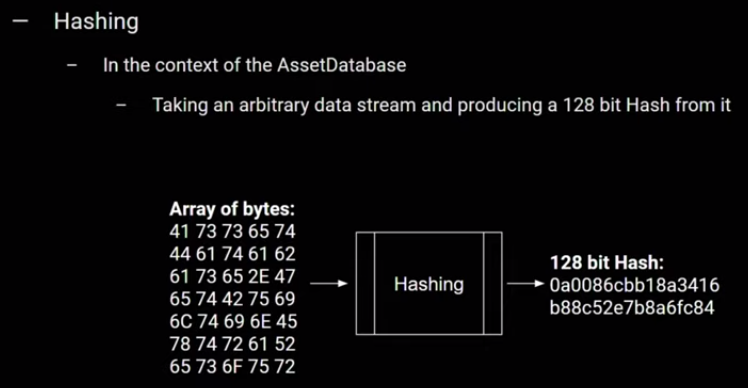 – Hashing
– In the context of the AssetDatabase
– Taking an arbitrary data stream and producing a 128 bit Hash from it
Array of bytes:
41 73 73 65 74
44 61 74 61 62
61 73 65 2E 47
65 74 42 75 69
6C 74 69 6E 45
78 74 72 61 52
65 73 6F 75 72
Hashing
128 bit Hash:
0a0086cbb18a3416
b88c52e7b8a6fc84